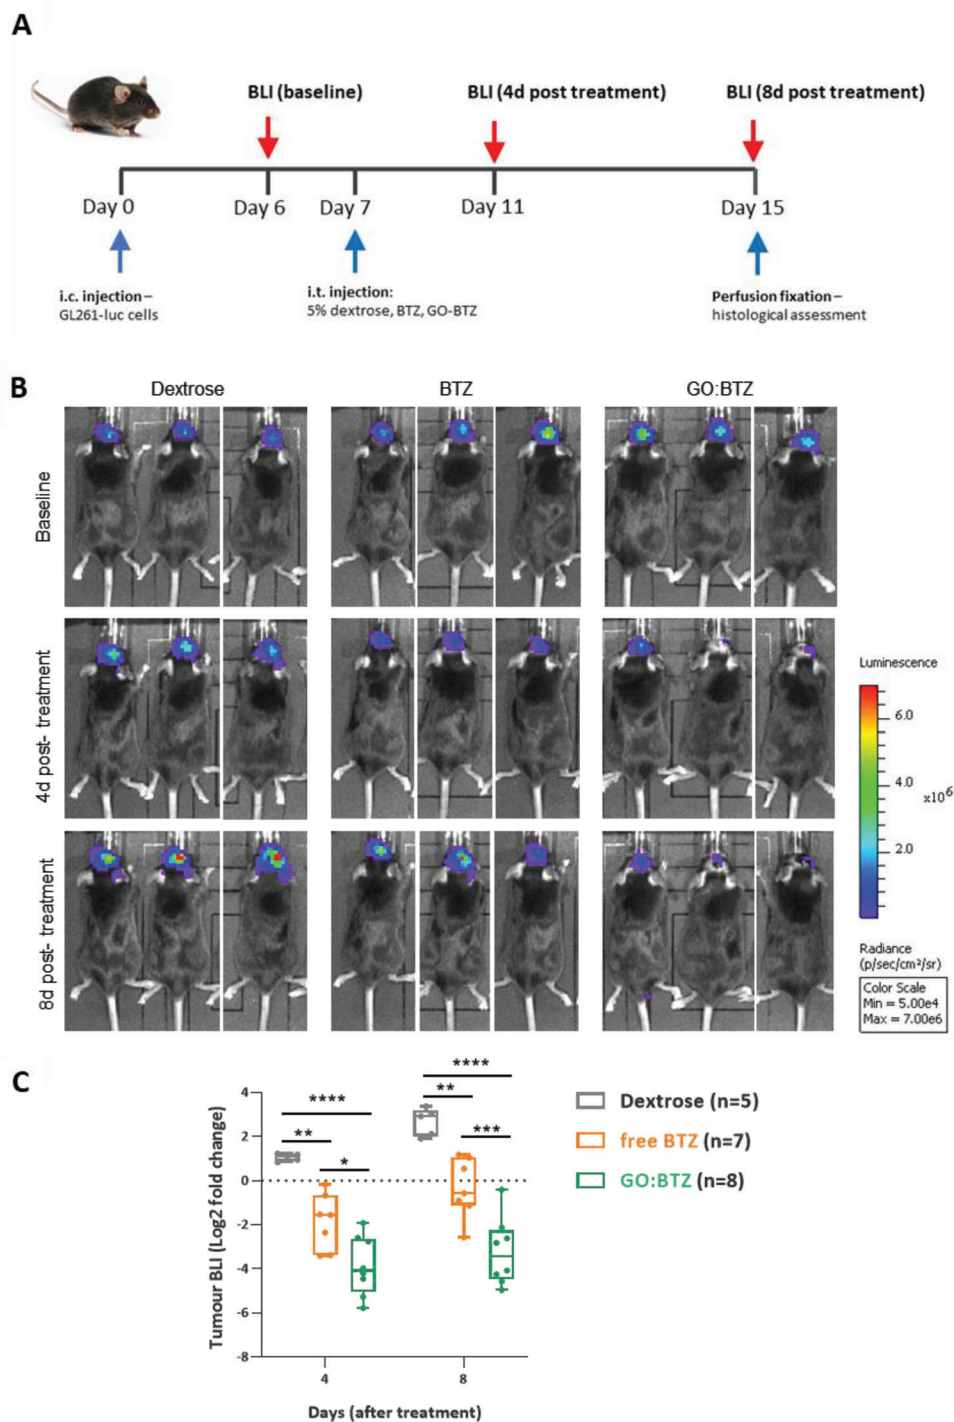 A
BLI (baseline)
BLI (4d post treatment)
BLI (8d post treatment)
Day 0
Day 6
Day 7
Day 11
Day 15
i.c. injection –
GL261-luc cells
i.t. injection:
5% dextrose, BTZ, GO-BTZ
Perfusion fixation –
histological assessment
B
Dextrose
BTZ
GO:BTZ
Baseline
4d post- treatment
8d post- treatment
Luminescence
6.0
4.0
x10⁶
2.0
Radiance
(p/sec/cm²/sr)
Color Scale
Min = 5.00e4
Max = 7.00e6
C
Tumour BLI (Log2 fold change)
4
2
0
-2
-4
-6
-8
****
**
*
****
**
***
4
8
Days (after treatment)
Dextrose (n=5)
free BTZ (n=7)
GO:BTZ (n=8)